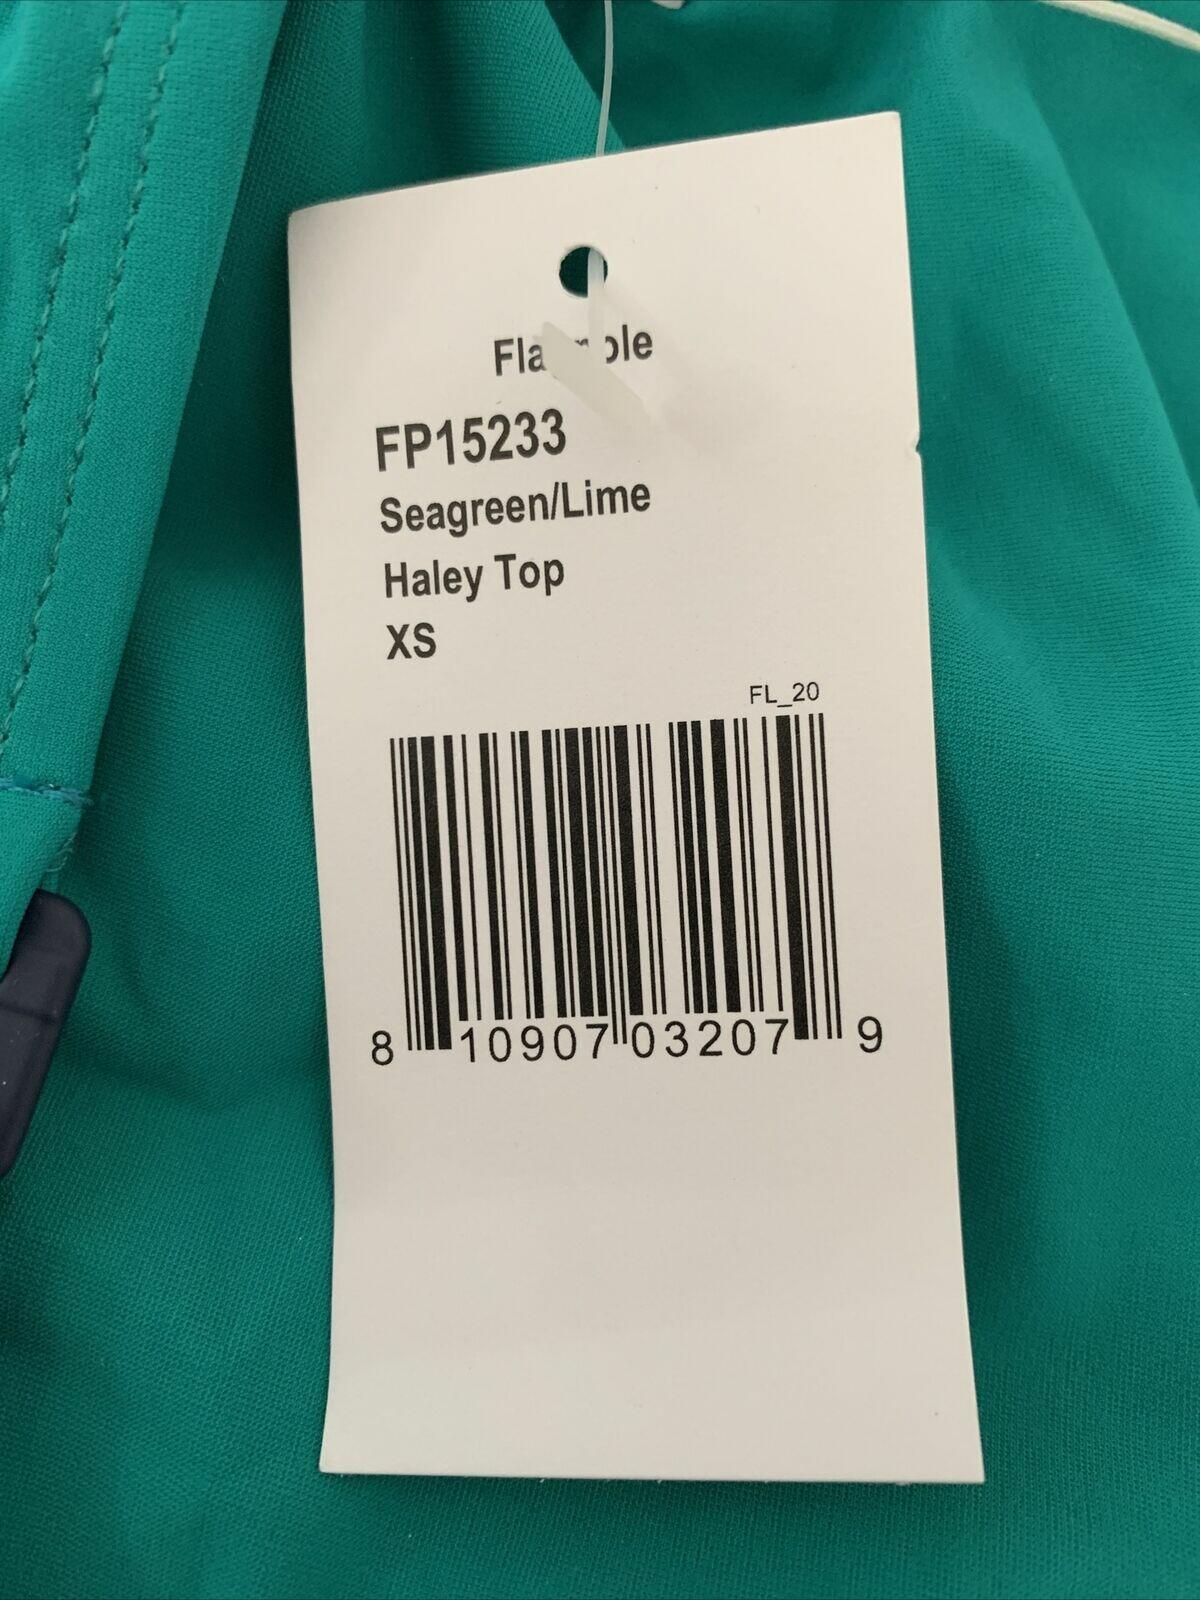 FP15233
Seagreen/Lime
Haley Top
XS
FL_20
8 10907 03207 9